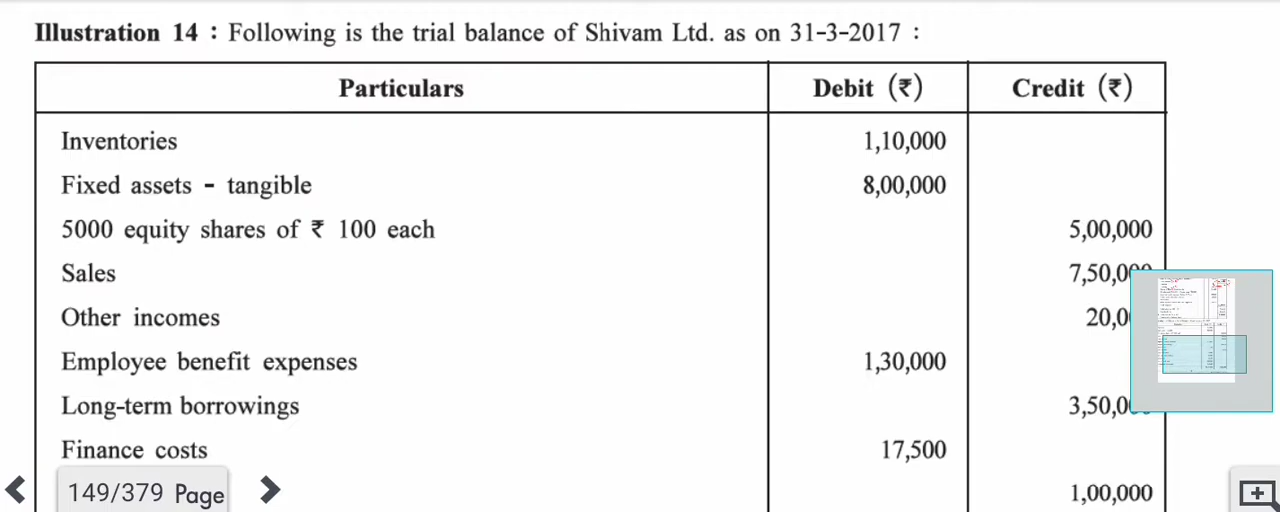 Illustration 14 : Following is the trial balance of Shivam Ltd. as on 31-3-2017 :
Particulars Debit (₹) Credit (₹)
Inventories 1,10,000
Fixed assets - tangible 8,00,000
5000 equity shares of ₹ 100 each 5,00,000
Sales
Other incomes
Employee benefit expenses 1,30,000
Long-term borrowings
Finance costs 17,500
1,00,000
149/379 Page